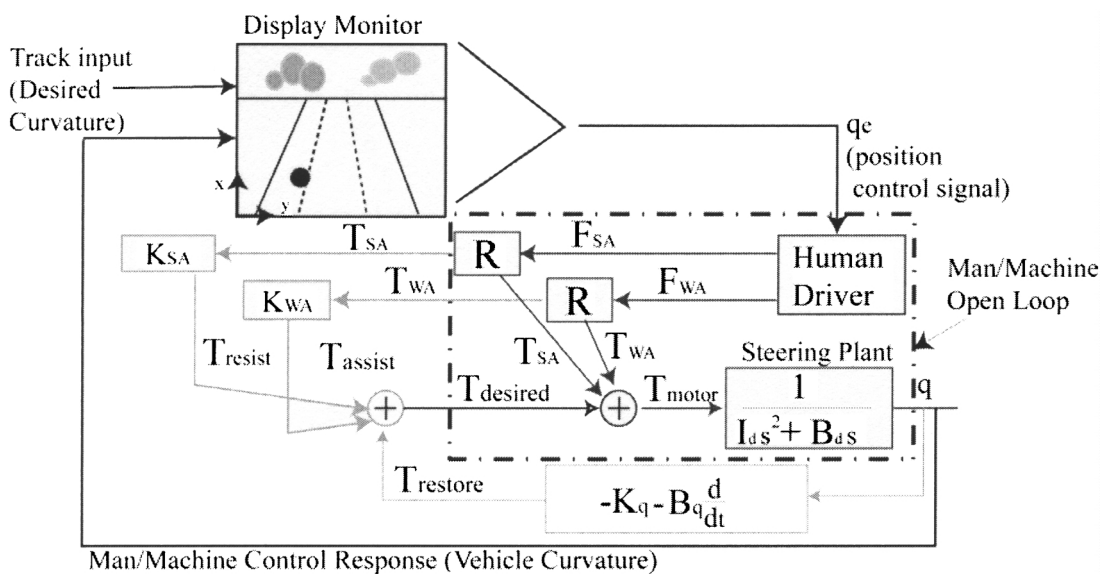 Display Monitor
Track input
(Desired
Curvature)
x
y
qe
(position
control signal)
KSA
TSA
R
FSA
Human
Driver
Man/Machine
Open Loop
KWA
TWA
R
FWA
Tresist
Tassist
TSA
TWA
Steering Plant
+
Tdesired
+
Tmotor
1
Ids²+ Bds
q
Trestore
-Kq-Bq d/dt
Man/Machine Control Response (Vehicle Curvature)